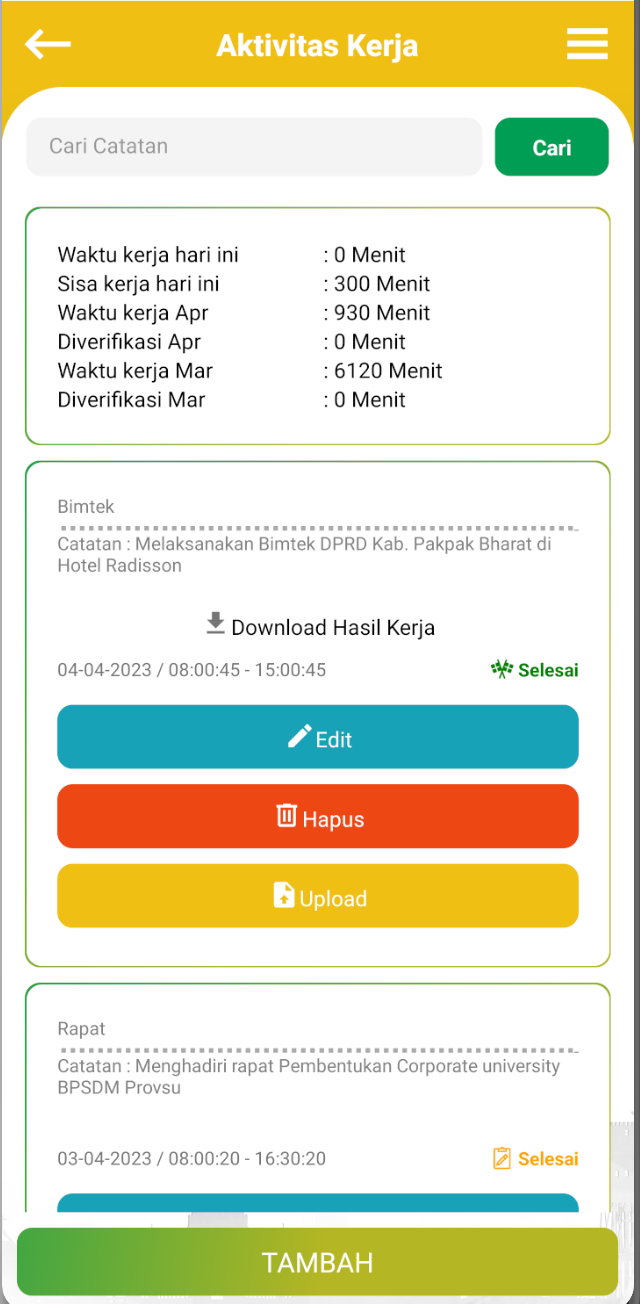 Aktivitas Kerja
Cari Catatan
Cari
Waktu kerja hari ini : 0 Menit
Sisa kerja hari ini : 300 Menit
Waktu kerja Apr : 930 Menit
Diverifikasi Apr : 0 Menit
Waktu kerja Mar : 6120 Menit
Diverifikasi Mar : 0 Menit
Bimtek
Catatan : Melaksanakan Bimtek DPRD Kab. Pakpak Bharat di
Hotel Radisson
Download Hasil Kerja
04-04-2023 / 08:00:45 - 15:00:45 Selesai
Edit
Hapus
Upload
Rapat
Catatan : Menghadiri rapat Pembentukan Corporate university
BPSDM Provsu
03-04-2023 / 08:00:20 - 16:30:20 Selesai
TAMBAH